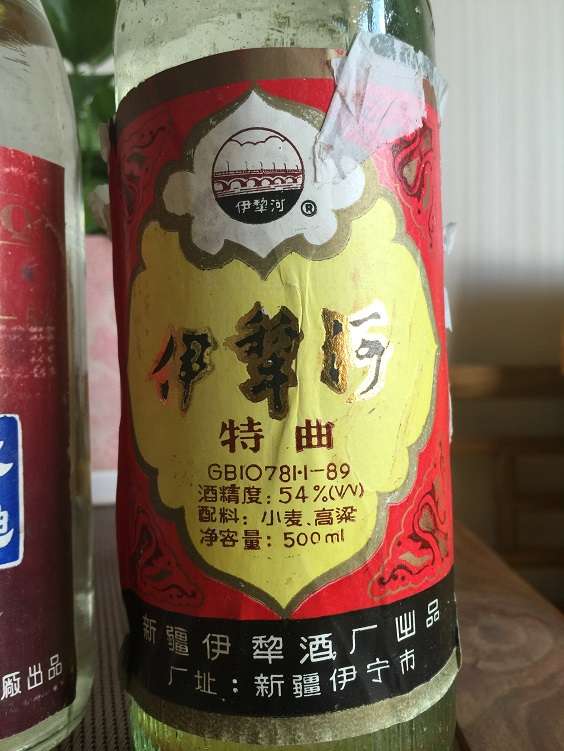 伊犁河
®
伊犁河
特曲
GB10781·1-89
酒精度：54%(V/V)
配料：小麦、高粱
净容量：500ml
新疆伊犁酒厂出品
厂址：新疆伊宁市
廠出品